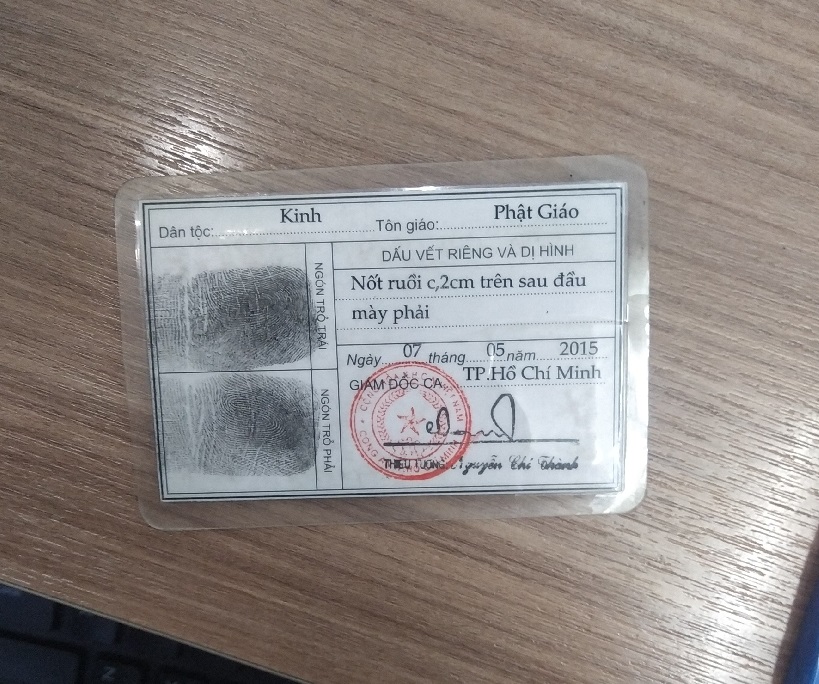 Dân tộc: Kinh Tôn giáo: Phật Giáo
NGÓN TRỎ TRÁI
NGÓN TRỎ PHẢI
DẤU VẾT RIÊNG VÀ DỊ HÌNH
Nốt ruồi c,2cm trên sau đầu
mày phải
Ngày 07 tháng 05 năm 2015
GIÁM ĐỐC CA TP.Hồ Chí Minh
THIẾU TƯỚNG Nguyễn Chí Thành
Z